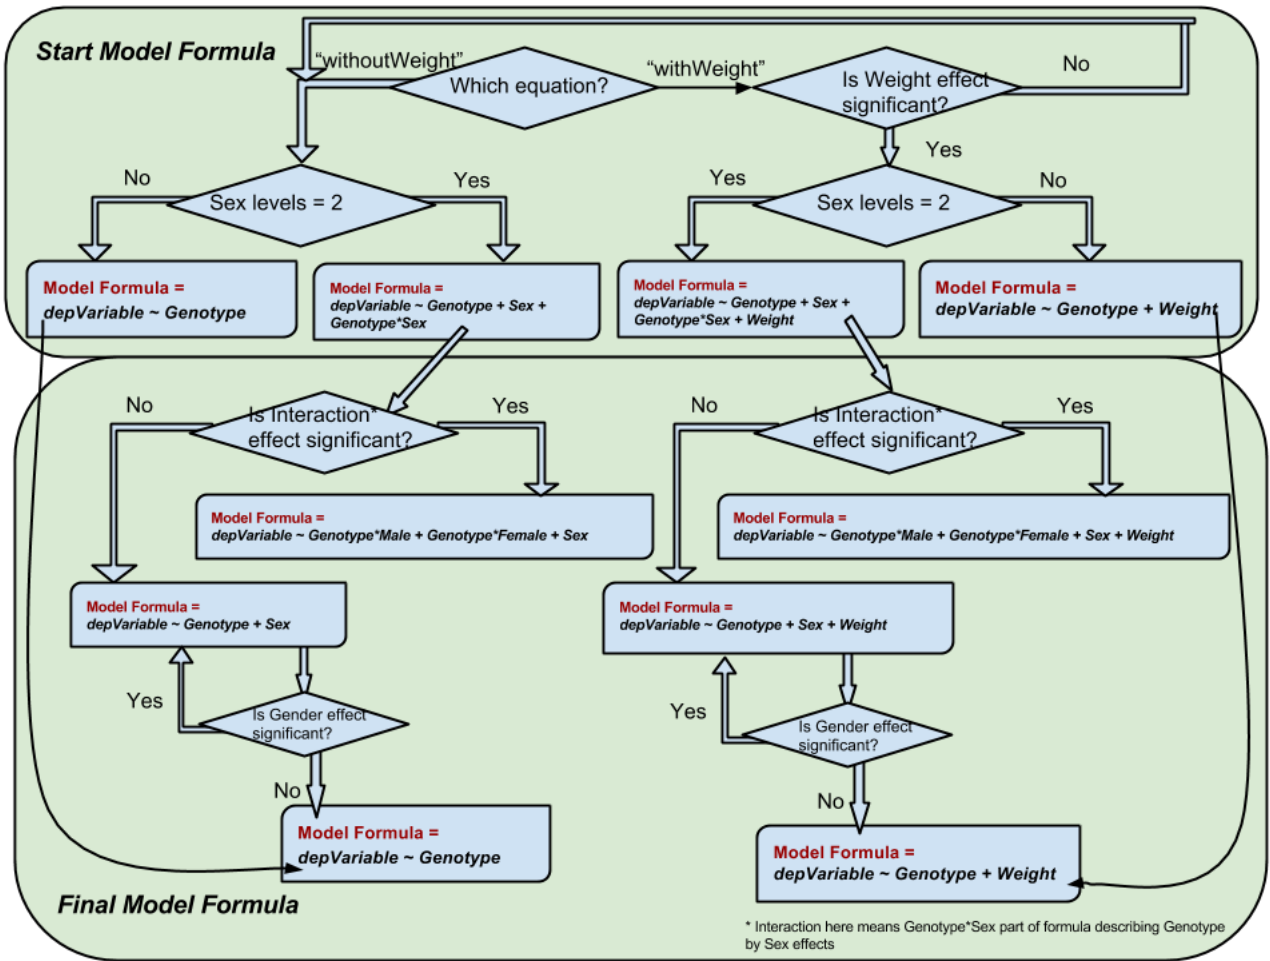 Start Model Formula
“withoutWeight”
Which equation?
“withWeight”
Is Weight effect
significant?
No
Yes
No
Sex levels = 2
Yes
Yes
Sex levels = 2
No
Model Formula =
depVariable ~ Genotype
Model Formula =
depVariable ~ Genotype + Sex +
Genotype*Sex
Model Formula =
depVariable ~ Genotype + Sex +
Genotype*Sex + Weight
Model Formula =
depVariable ~ Genotype + Weight
No
Is Interaction*
effect significant?
Yes
No
Is Interaction*
effect significant?
Yes
Model Formula =
depVariable ~ Genotype*Male + Genotype*Female + Sex
Model Formula =
depVariable ~ Genotype*Male + Genotype*Female + Sex + Weight
Model Formula =
depVariable ~ Genotype + Sex
Model Formula =
depVariable ~ Genotype + Sex + Weight
Yes
Is Gender effect
significant?
No
Yes
Is Gender effect
significant?
No
Model Formula =
depVariable ~ Genotype
Model Formula =
depVariable ~ Genotype + Weight
Final Model Formula
* Interaction here means Genotype*Sex part of formula describing Genotype
by Sex effects